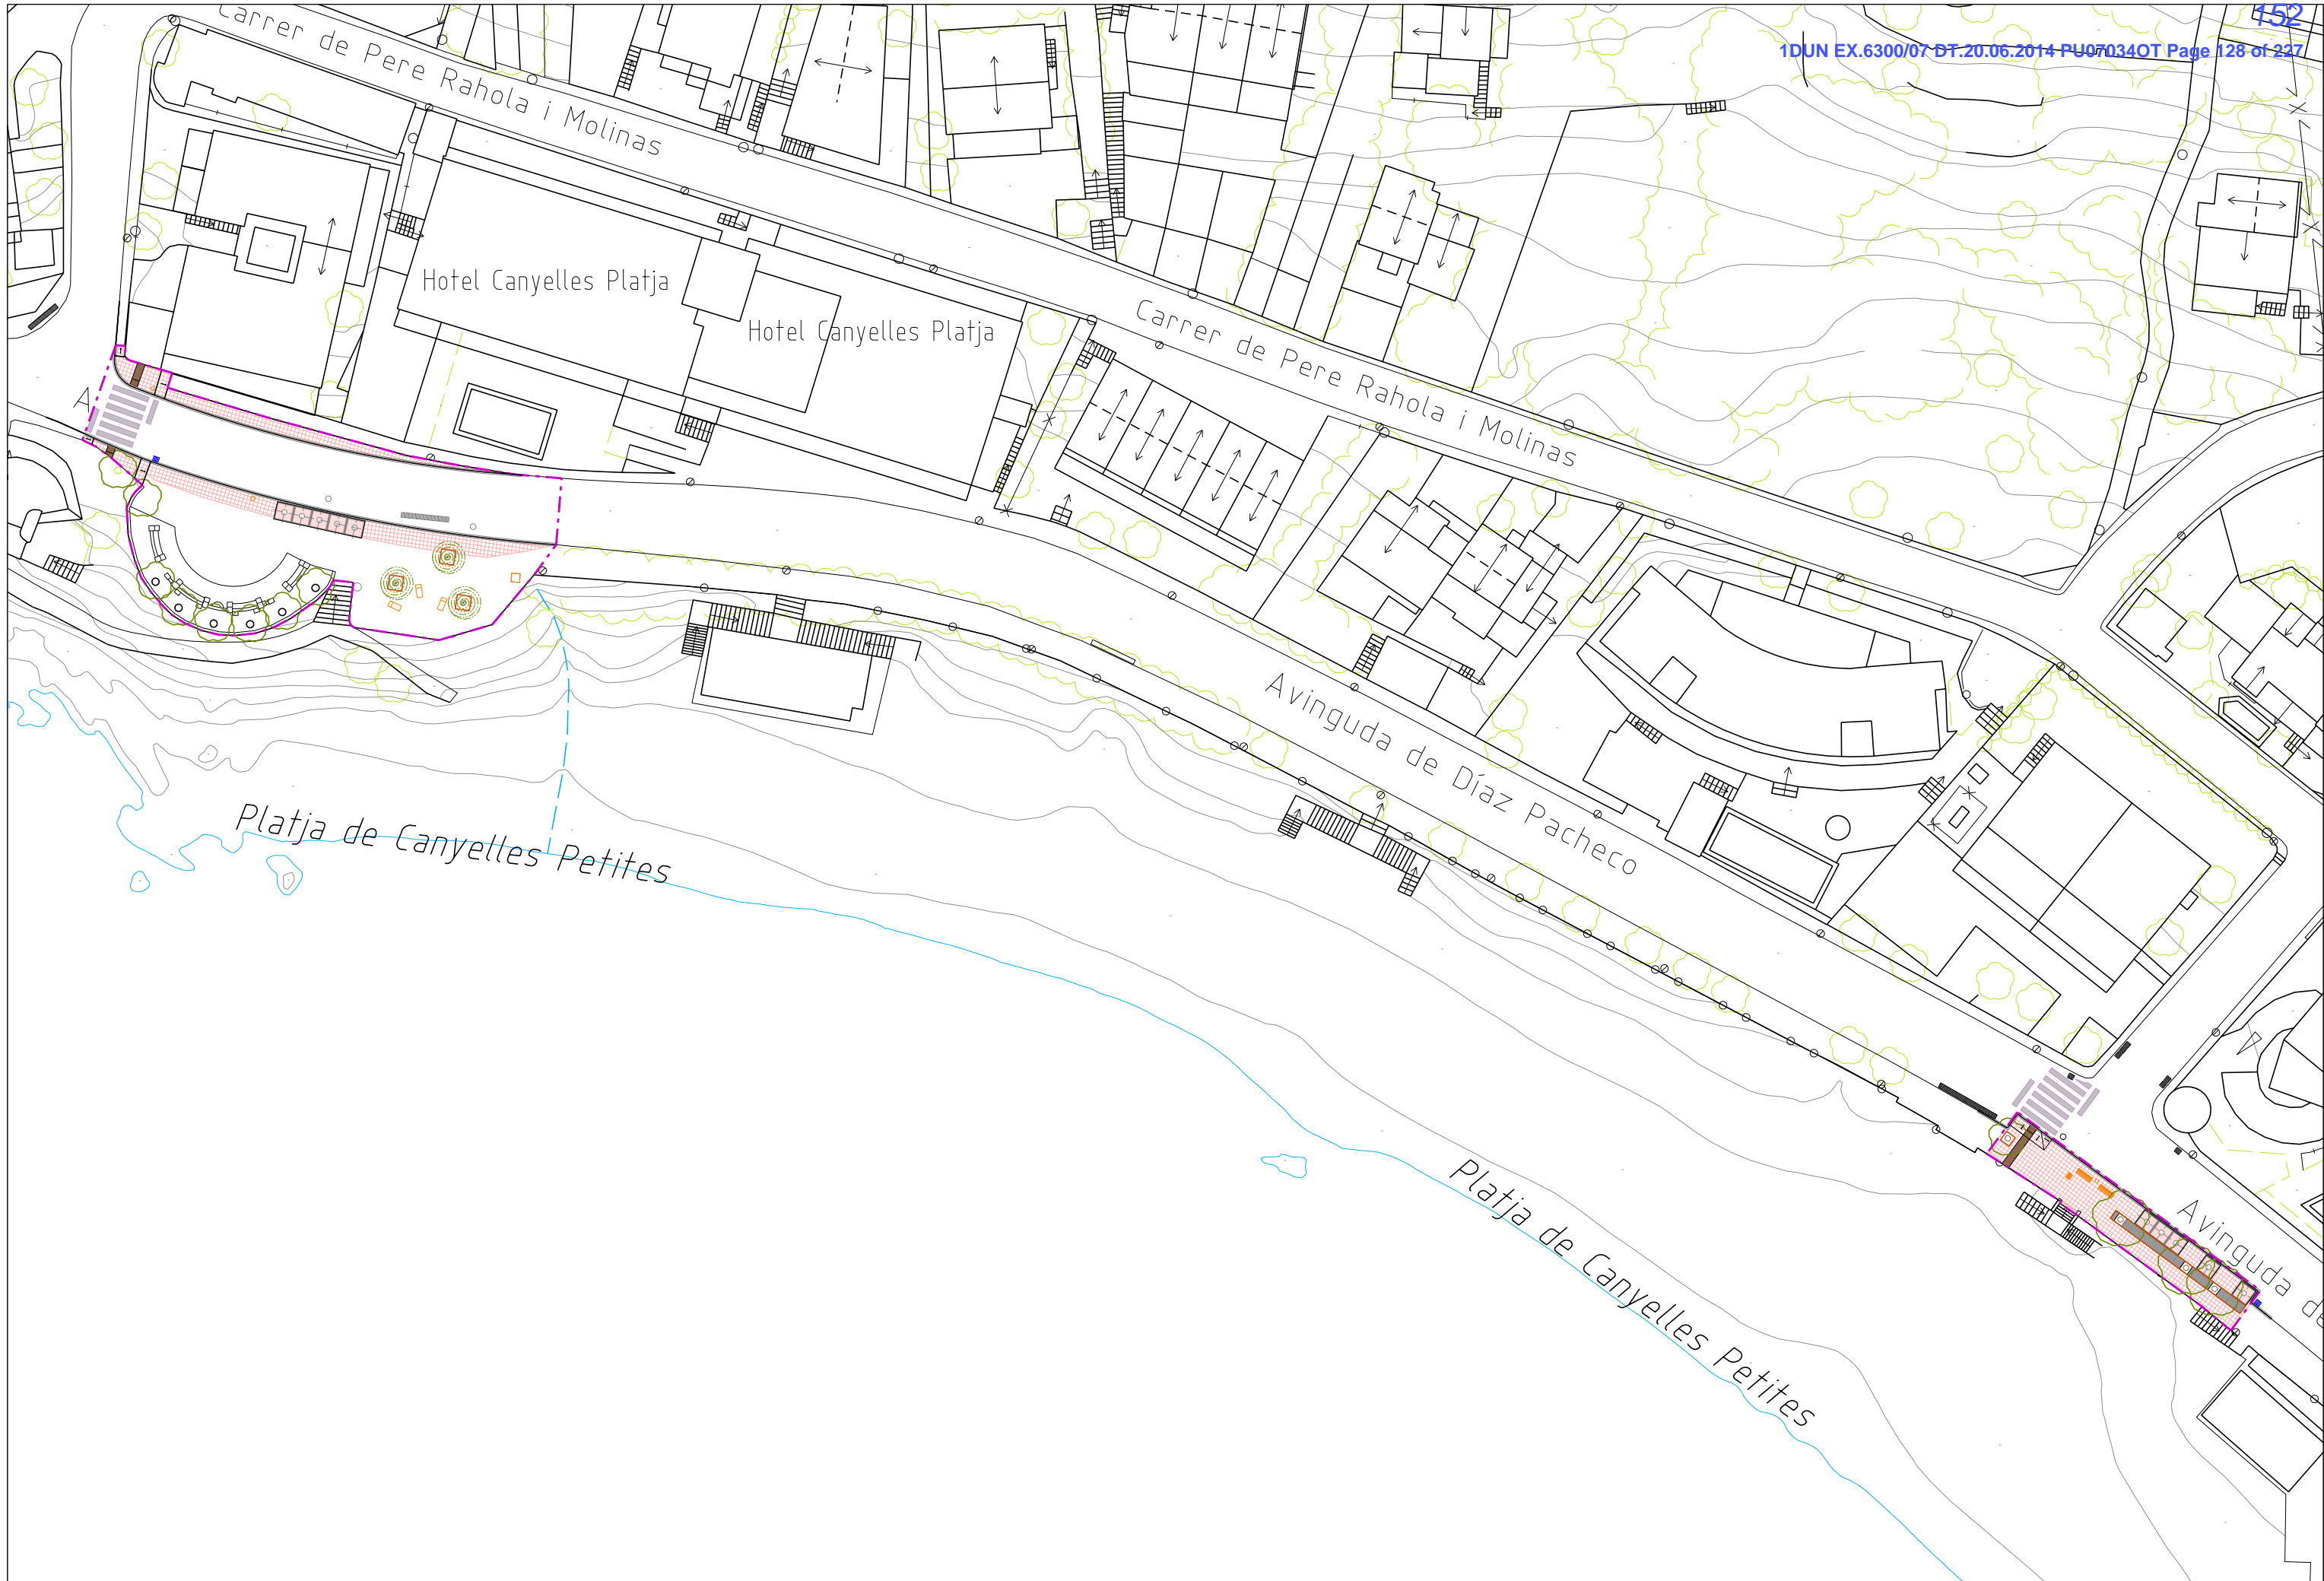 152
1DUN EX.6300/07 DT.20.06.2014 PU07034OT Page 128 of 227
Carrer de Pere Rahola i Molinas
Hotel Canyelles Platja
Hotel Canyelles Platja
Carrer de Pere Rahola i Molinas
A
Avinguda de Díaz Pacheco
Platja de Canyelles Petites
Platja de Canyelles Petites
Avinguda